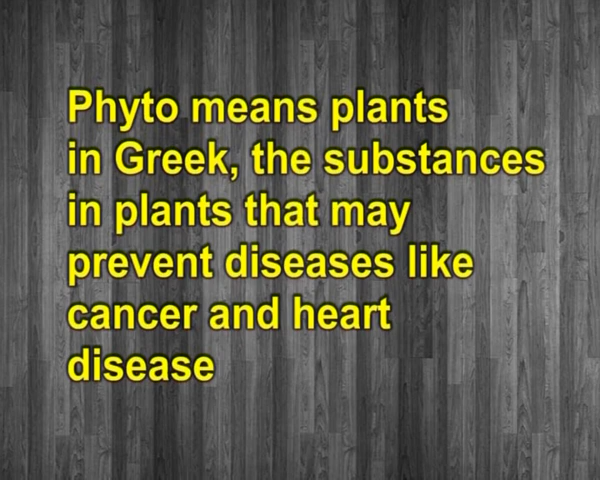 Phyto means plants
in Greek, the substances
in plants that may
prevent diseases like
cancer and heart
disease